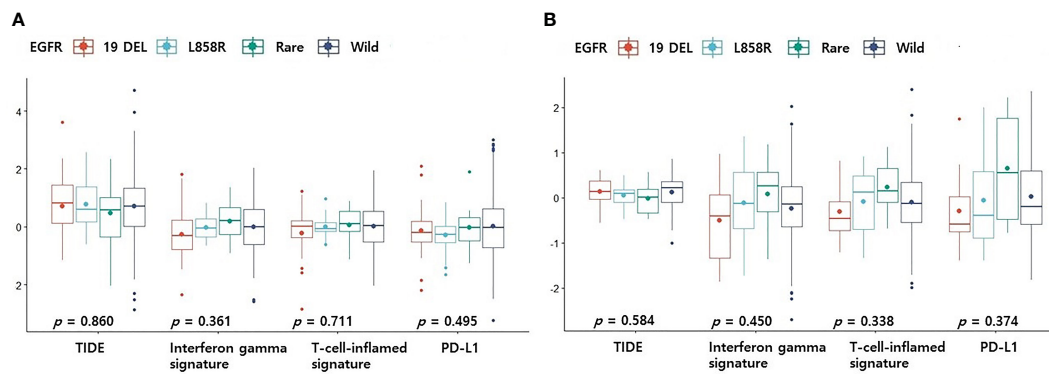 A
EGFR 19 DEL L858R Rare Wild
4
2
0
2
p = 0.860 p = 0.361 p = 0.711 p = 0.495
TIDE Interferon gamma signature T-cell-inflamed signature PD-L1
B
EGFR 19 DEL L858R Rare Wild
2
1
0
-1
-2
p = 0.584 p = 0.450 p = 0.338 p = 0.374
TIDE Interferon gamma signature T-cell-inflamed signature PD-L1